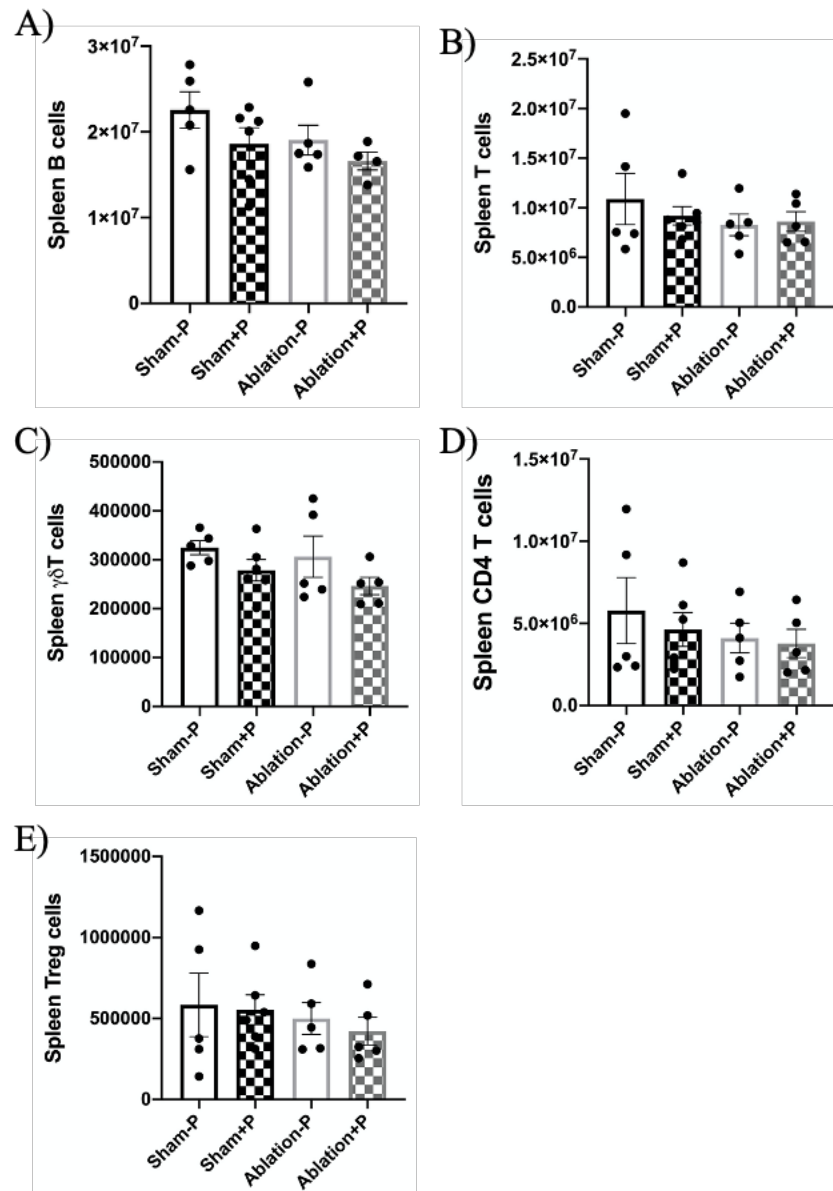 A)
Spleen B cells
3×10⁷
2×10⁷
1×10⁷
0
Sham-P
Sham+P
Ablation-P
Ablation+P
B)
Spleen T cells
2.5×10⁷
2.0×10⁷
1.5×10⁷
1.0×10⁷
5.0×10⁶
0.0
Sham-P
Sham+P
Ablation-P
Ablation+P
C)
Spleen γδT cells
500000
400000
300000
200000
100000
0
Sham-P
Sham+P
Ablation-P
Ablation+P
D)
Spleen CD4 T cells
1.5×10⁷
1.0×10⁷
5.0×10⁶
0.0
Sham-P
Sham+P
Ablation-P
Ablation+P
E)
Spleen Treg cells
1500000
1000000
500000
0
Sham-P
Sham+P
Ablation-P
Ablation+P